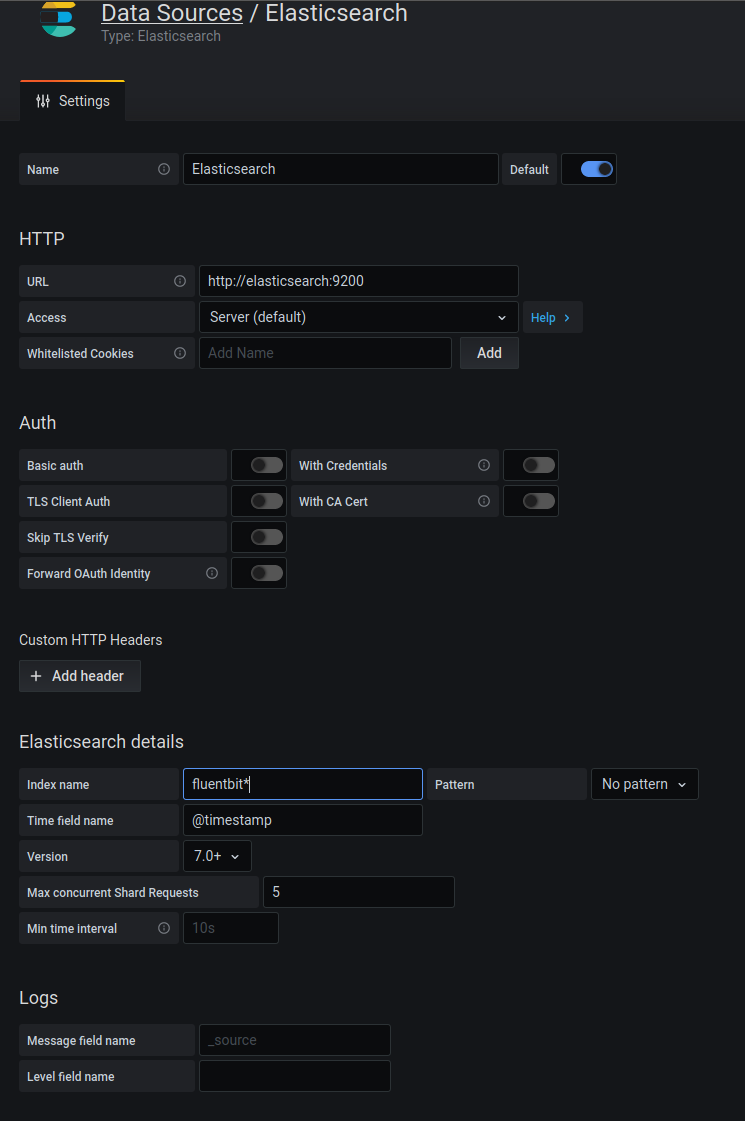 Data Sources / Elasticsearch
Type: Elasticsearch
Settings
Name Elasticsearch Default
HTTP
URL http://elasticsearch:9200
Access Server (default) Help >
Whitelisted Cookies Add Name Add
Auth
Basic auth With Credentials
TLS Client Auth With CA Cert
Skip TLS Verify
Forward OAuth Identity
Custom HTTP Headers
+ Add header
Elasticsearch details
Index name fluentbit* Pattern No pattern
Time field name @timestamp
Version 7.0+
Max concurrent Shard Requests 5
Min time interval 10s
Logs
Message field name _source
Level field name